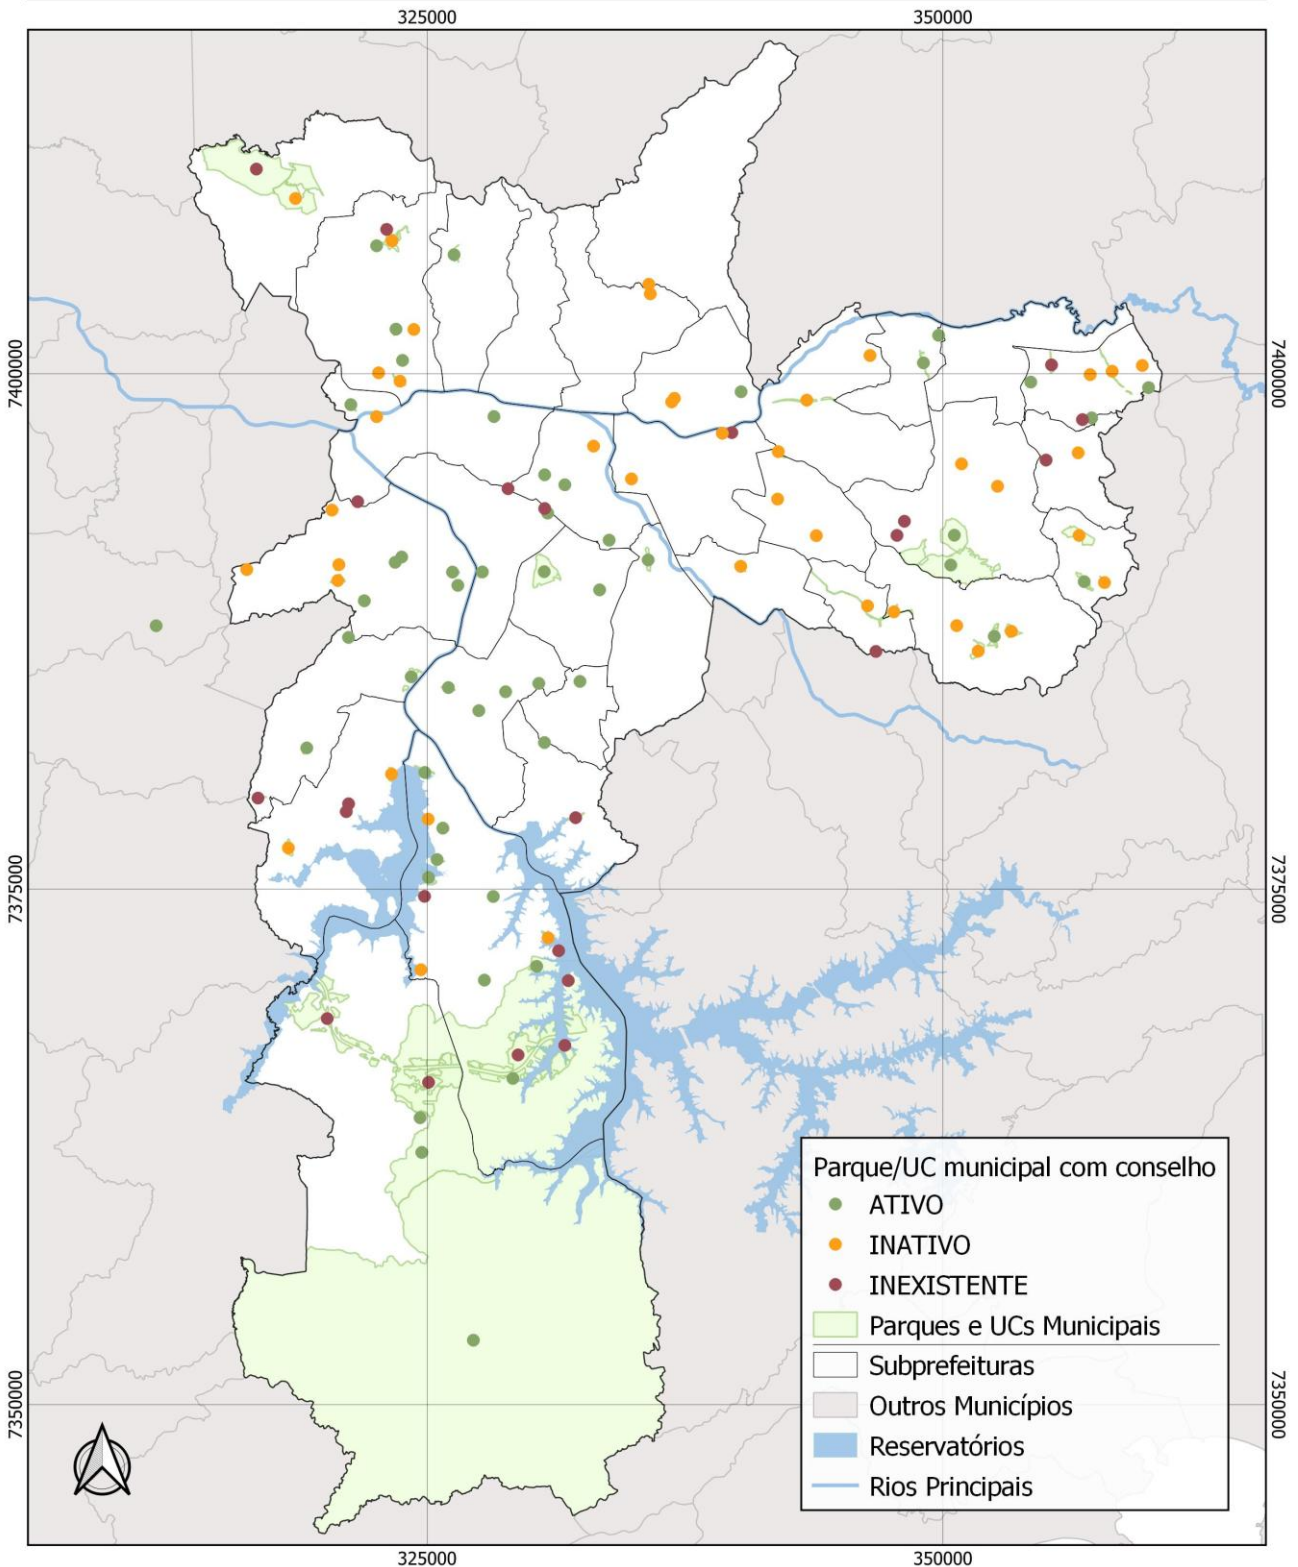 325000
350000
7400000
7400000
7375000
7375000
Parque/UC municipal com conselho
ATIVO
INATIVO
INEXISTENTE
Parques e UCs Municipais
Subprefeituras
Outros Municípios
Reservatórios
Rios Principais
7350000
7350000
325000
350000